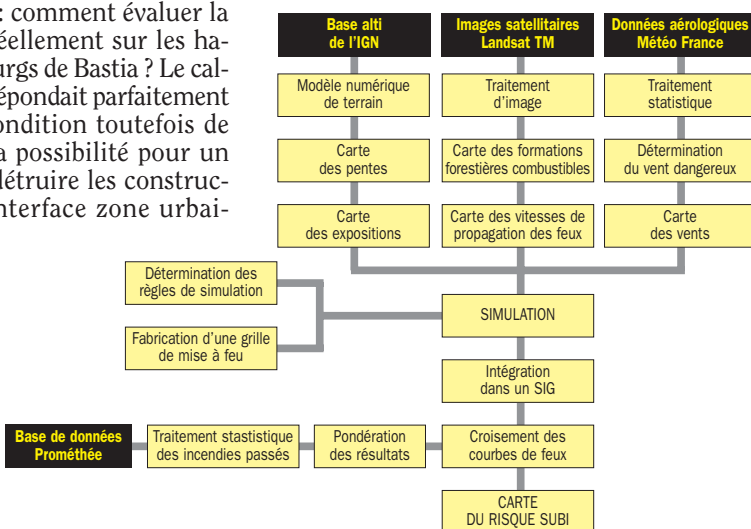 : comment évaluer la
éellement sur les ha-
urgs de Bastia ? Le cal-
épondait parfaitement
ondition toutefois de
a possibilité pour un
détruire les construc-
nterface zone urbai-
Base alti
de l'IGN
Images satellitaires
Landsat TM
Données aérologiques
Météo France
Modèle numérique
de terrain
Traitement
d'image
Traitement
statistique
Carte
des pentes
Carte des formations
forestières combustibles
Détermination
du vent dangereux
Carte
des expositions
Carte des vitesses de
propagation des feux
Carte
des vents
Détermination des
règles de simulation
Fabrication d'une grille
de mise à feu
SIMULATION
Intégration
dans un SIG
Base de données
Prométhée
Traitement stastistique
des incendies passés
Pondération
des résultats
Croisement des
courbes de feux
CARTE
DU RISQUE SUBI